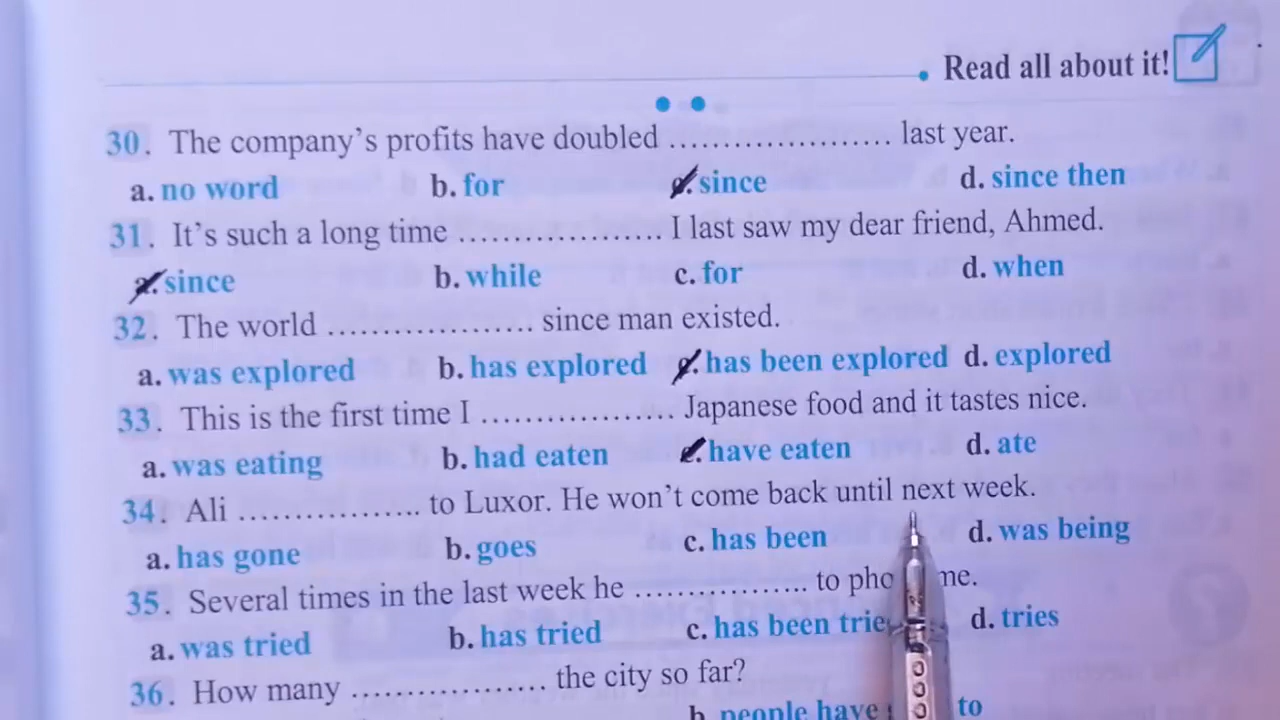 Read all about it!
30. The company's profits have doubled .................... last year.
a. no word b. for c. since d. since then
31. It's such a long time .................. I last saw my dear friend, Ahmed.
a. since b. while c. for d. when
32. The world .................. since man existed.
a. was explored b. has explored c. has been explored d. explored
33. This is the first time I ................. Japanese food and it tastes nice.
a. was eating b. had eaten c. have eaten d. ate
34. Ali ................ to Luxor. He won't come back until next week.
a. has gone b. goes c. has been d. was being
35. Several times in the last week he ............... to pho me.
a. was tried b. has tried c. has been trie d. tries
36. How many ................. the city so far?
b. people have to